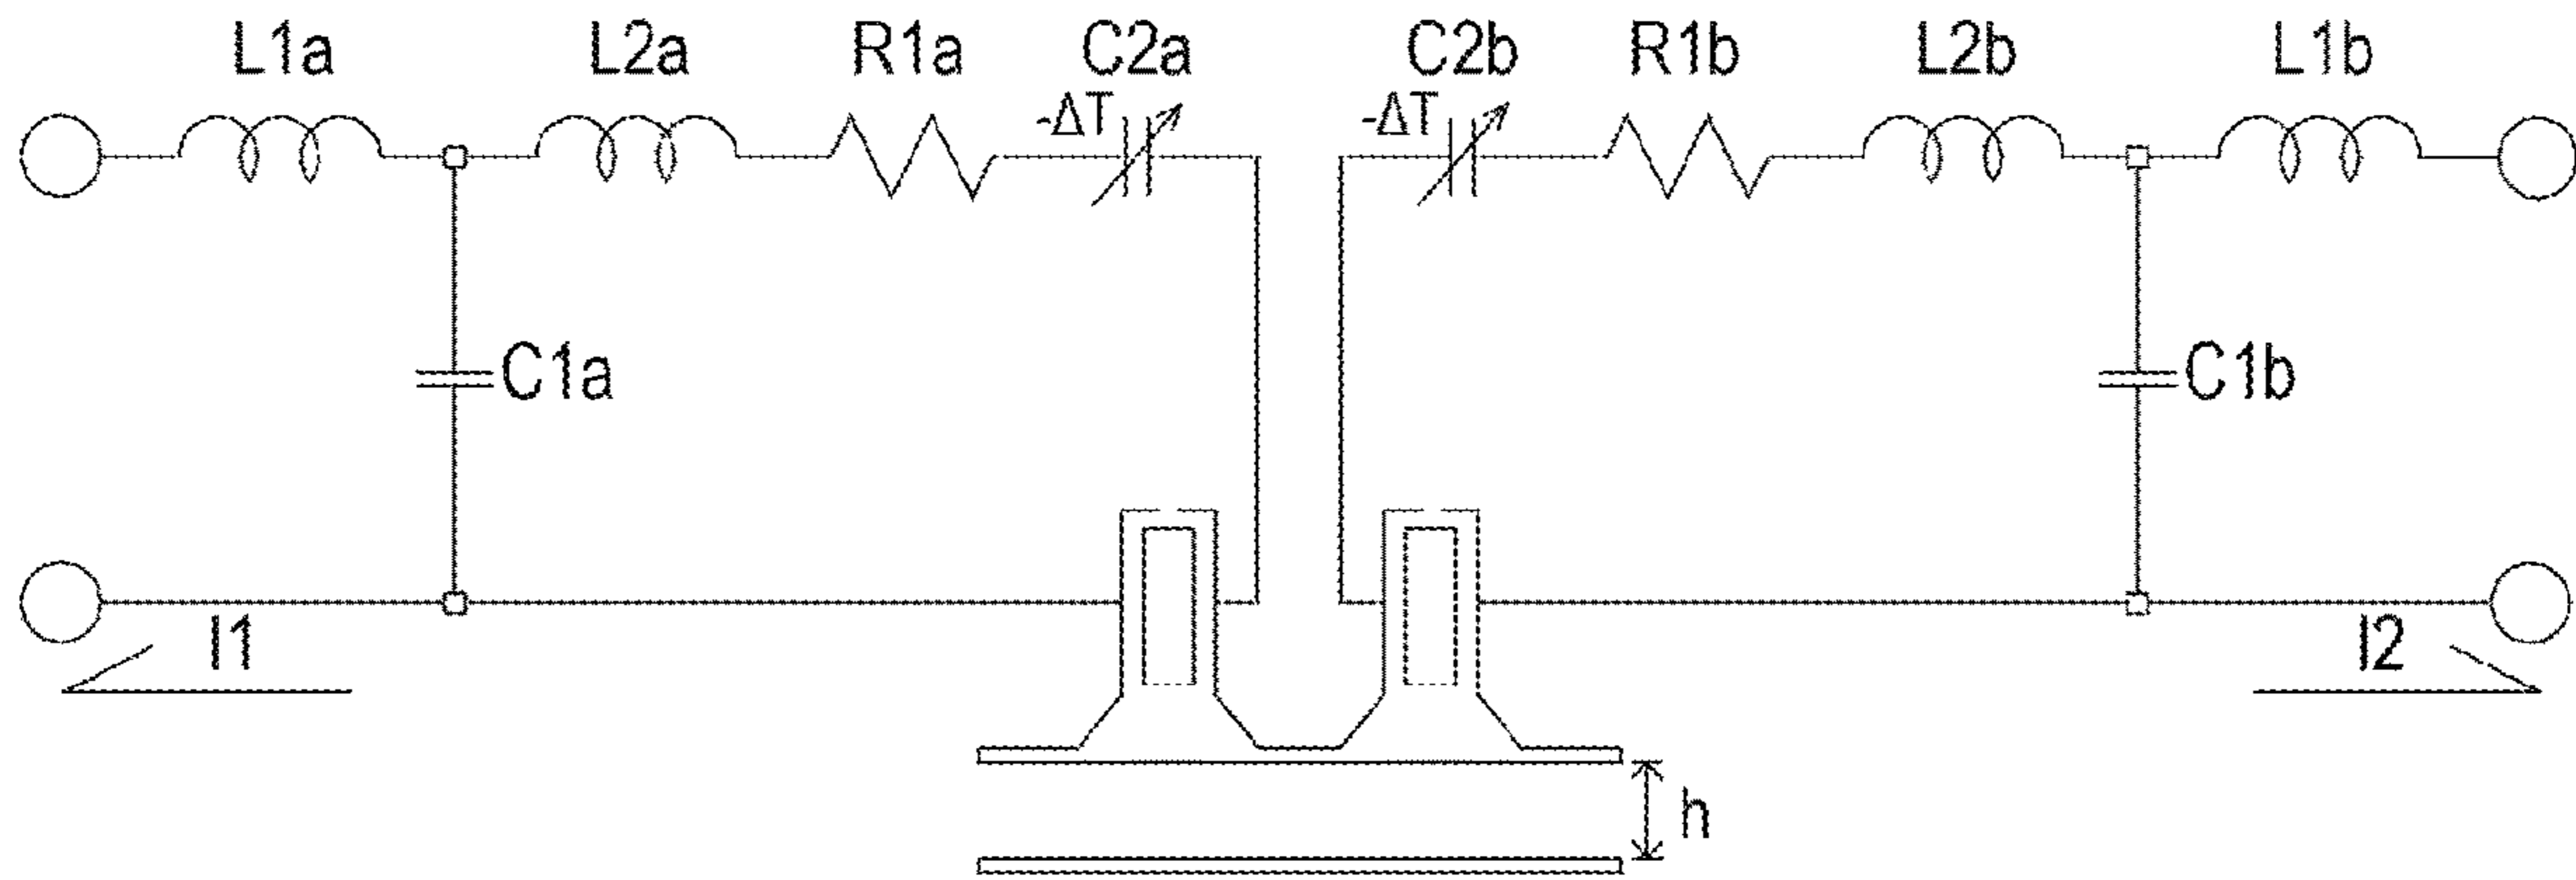 L1a L2a R1a C2a C2b R1b L2b L1b
-ΔT -ΔT
C1a C1b
I1 I2
h